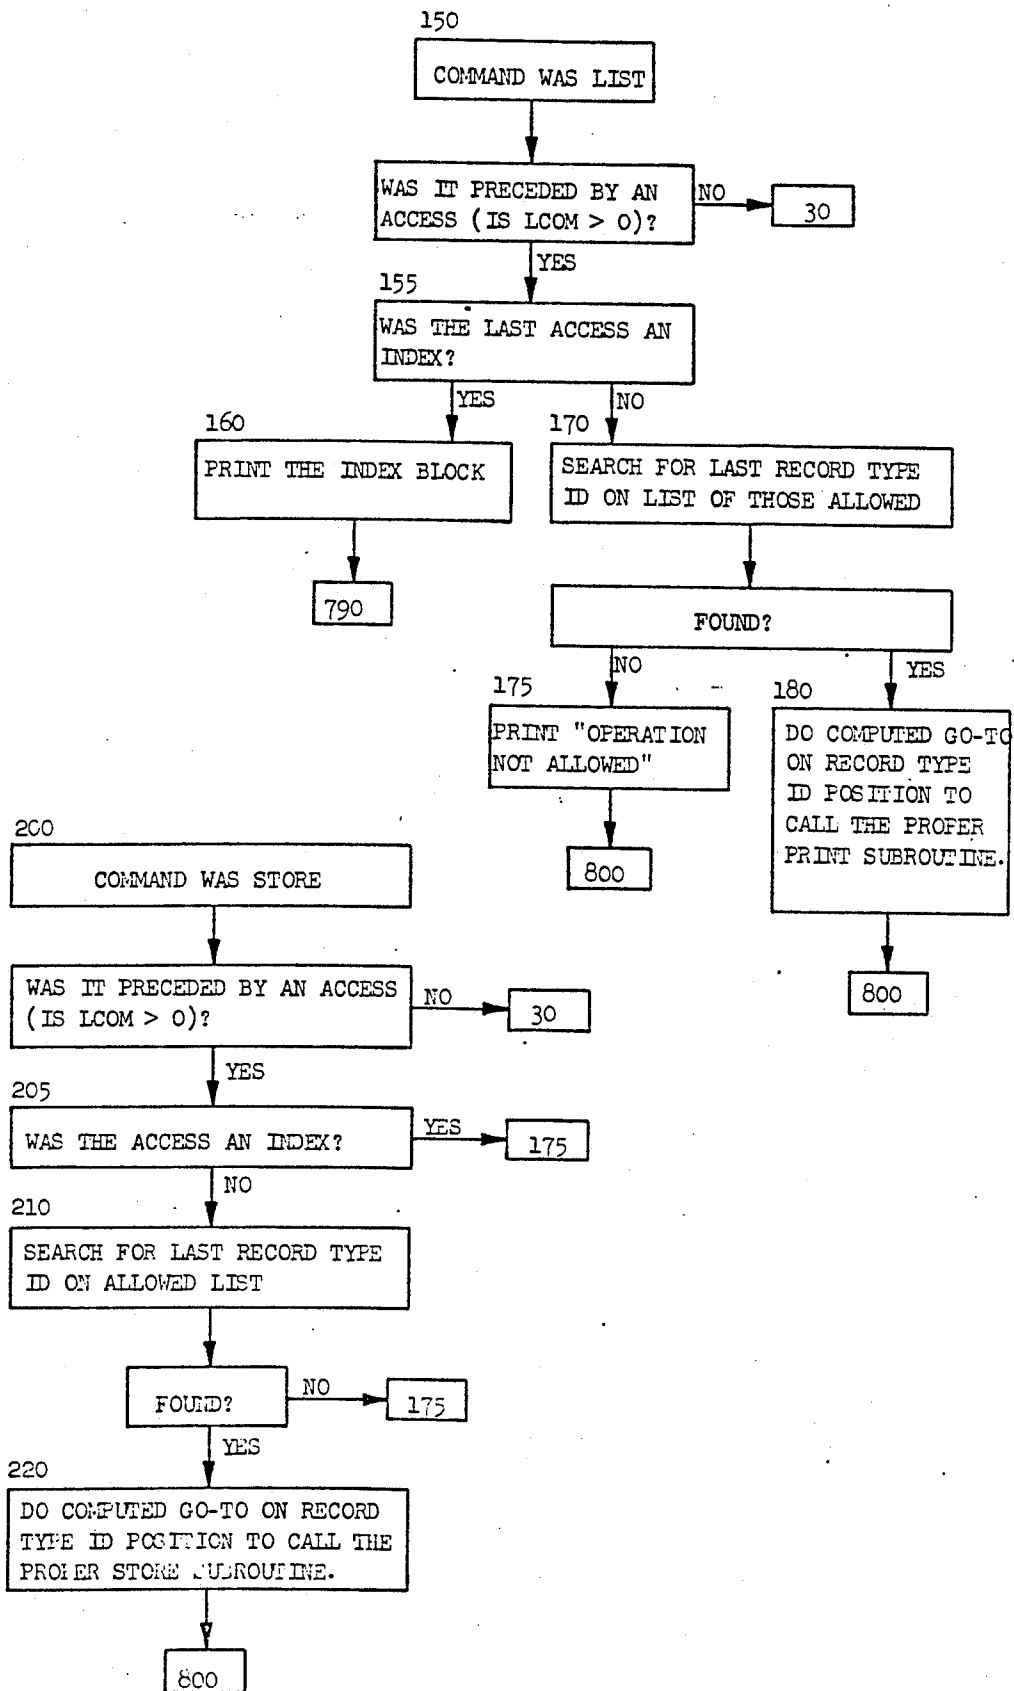 150
COMMAND WAS LIST
WAS IT PRECEDED BY AN
ACCESS (IS LCOM > 0)?
NO
30
YES
155
WAS THE LAST ACCESS AN
INDEX?
YES
NO
160
PRINT THE INDEX BLOCK
790
170
SEARCH FOR LAST RECORD TYPE
ID ON LIST OF THOSE ALLOWED
FOUND?
NO
YES
175
PRINT "OPERATION
NOT ALLOWED"
800
180
DO COMPUTED GO-TO
ON RECORD TYPE
ID POSITION TO
CALL THE PROPER
PRINT SUBROUTINE.
800
200
COMMAND WAS STORE
WAS IT PRECEDED BY AN ACCESS
(IS LCOM > 0)?
NO
30
YES
205
WAS THE ACCESS AN INDEX?
YES
175
NO
210
SEARCH FOR LAST RECORD TYPE
ID ON ALLOWED LIST
FOUND?
NO
175
YES
220
DO COMPUTED GO-TO ON RECORD
TYPE ID POSITION TO CALL THE
PROPER STORE SUBROUTINE.
800